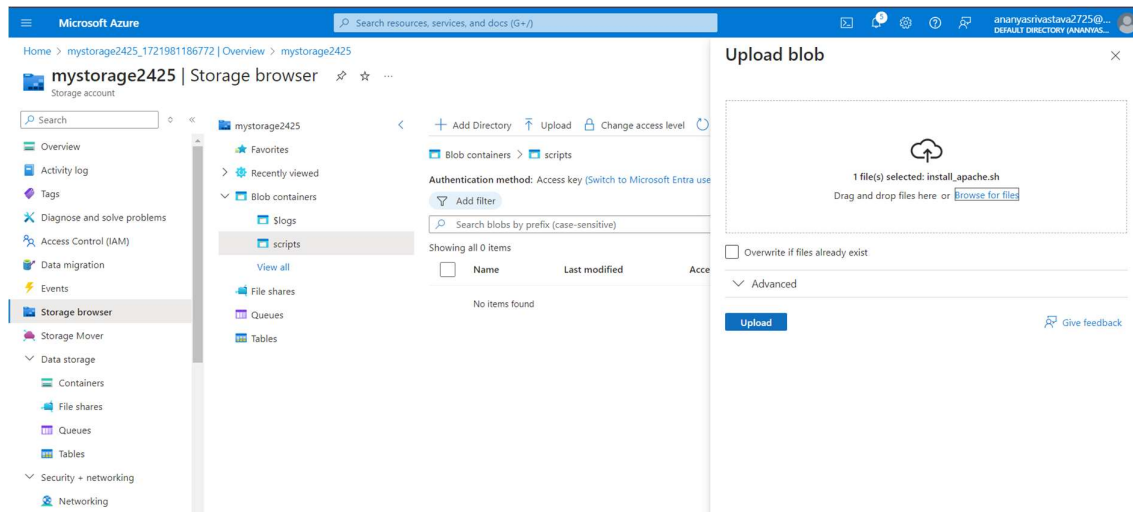 Microsoft Azure
Search resources, services, and docs (G+/)
3
ananyasrivastava2725@...
DEFAULT DIRECTORY (ANANYAS...
Home > mystorage2425_1721981186772 | Overview > mystorage2425
mystorage2425 | Storage browser
Storage account
Search
Overview
Activity log
Tags
Diagnose and solve problems
Access Control (IAM)
Data migration
Events
Storage browser
Storage Mover
Data storage
Containers
File shares
Queues
Tables
Security + networking
Networking
mystorage2425
Favorites
Recently viewed
Blob containers
$logs
scripts
View all
File shares
Queues
Tables
Add Directory Upload Change access level
Blob containers > scripts
Authentication method: Access key (Switch to Microsoft Entra use
Add filter
Search blobs by prefix (case-sensitive)
Showing all 0 items
Name Last modified Acce
No items found
Upload blob
1 file(s) selected: install_apache.sh
Drag and drop files here or Browse for files
Overwrite if files already exist
Advanced
Upload
Give feedback